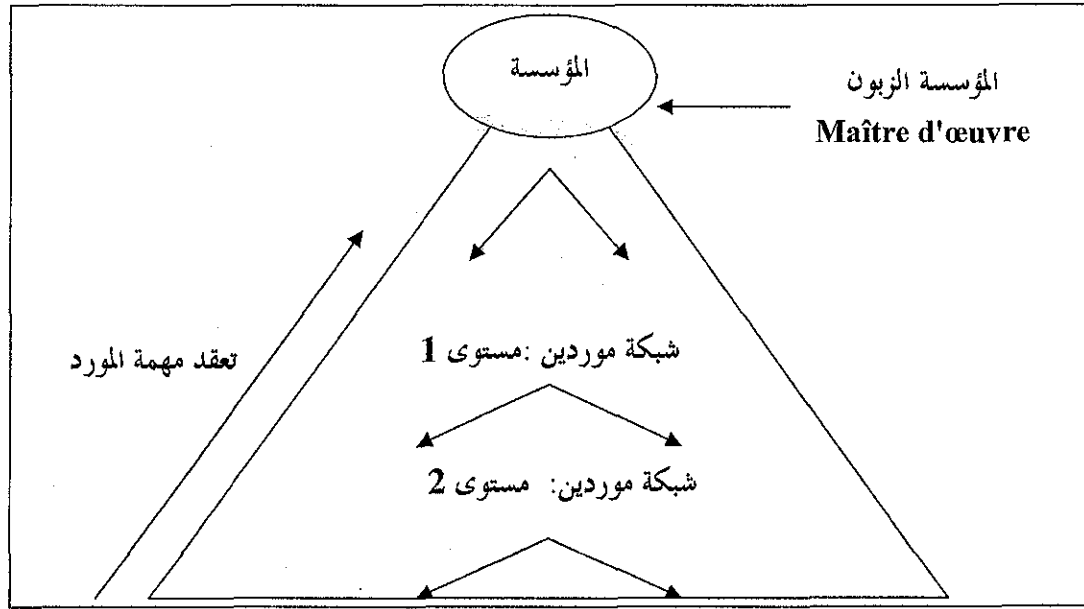 المؤسسة
المؤسسة الزبون
Maître d'œuvre
تعقد مهمة المورد
شبكة موردين :مستوى 1
شبكة موردين: مستوى 2